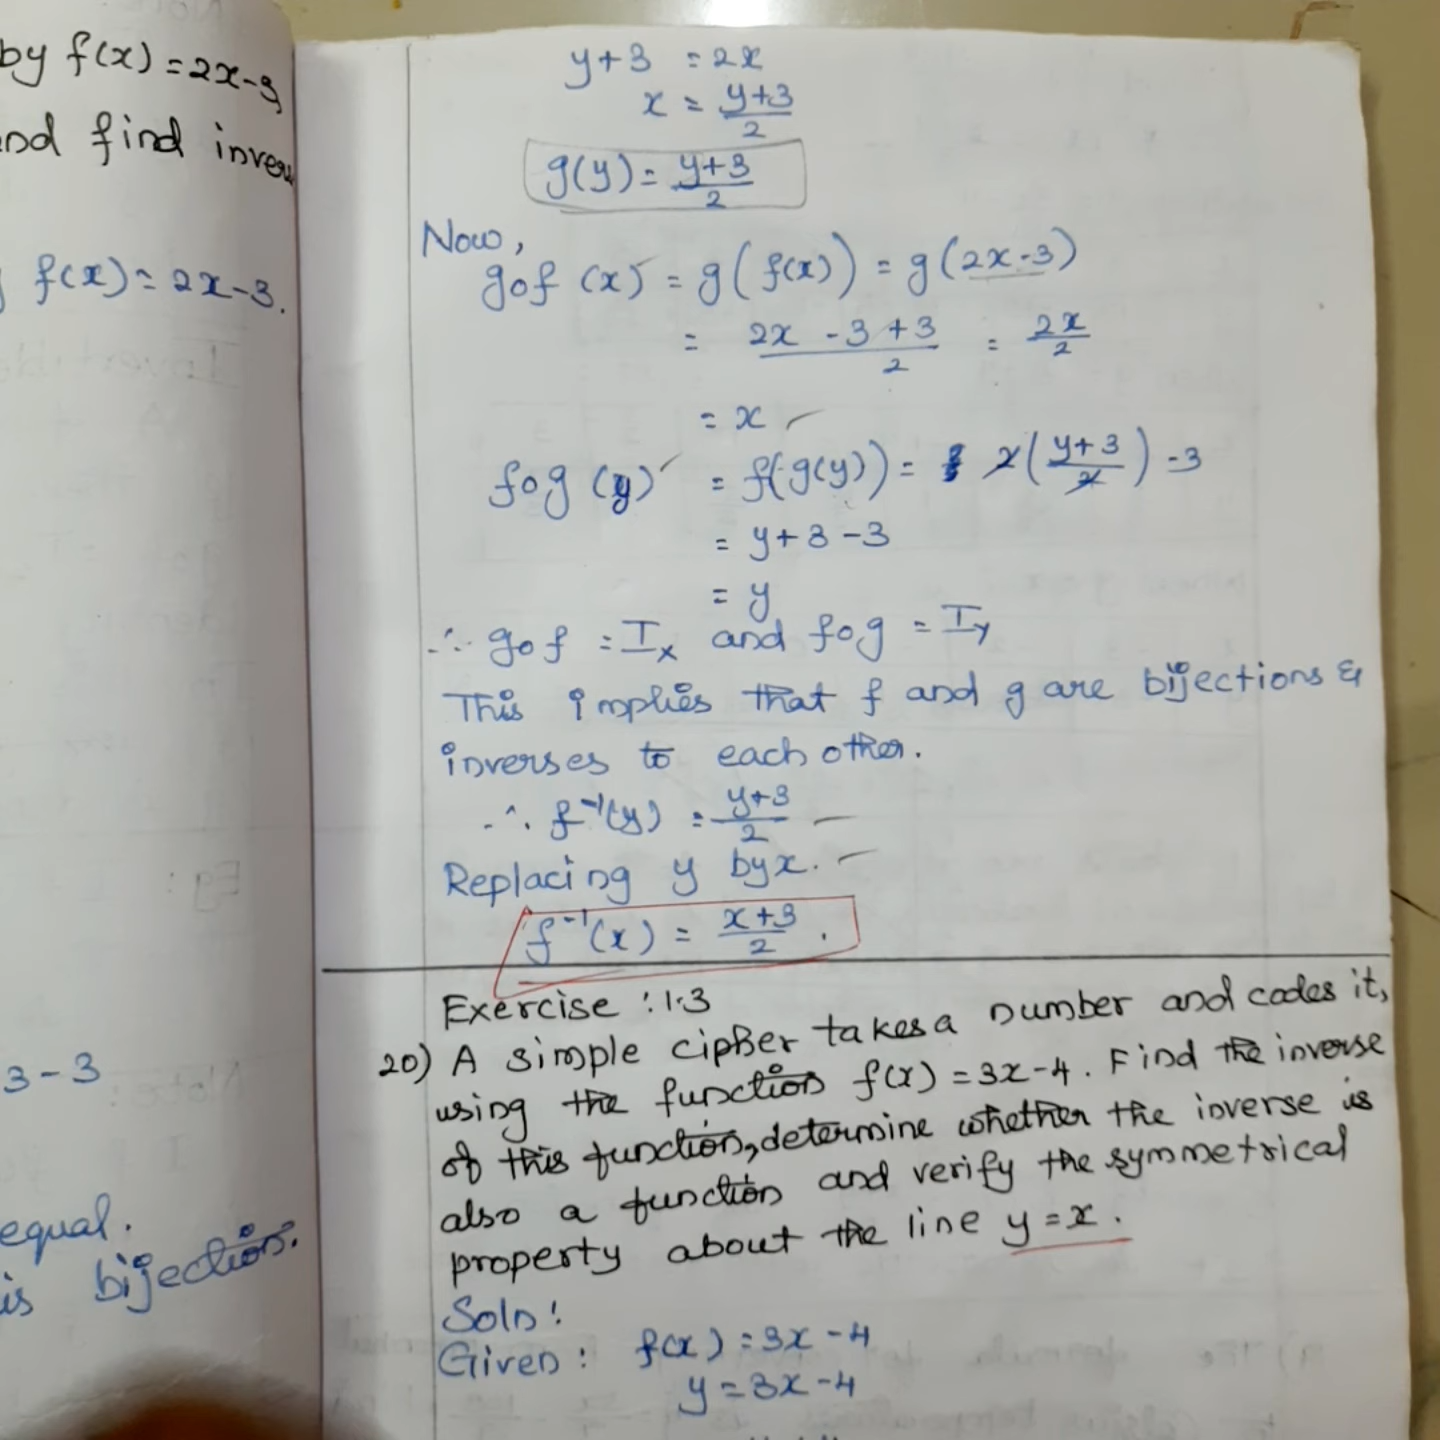 by f(x) = 2x-3,
and find inver
f(x) = 2x-3.
3-3
equal.
is bijection.
y+3 = 2x
x = y+3/2
g(y) = y+3/2
Now,
gof (x) = g(f(x)) = g(2x-3)
= 2x -3+3/2 = 2x/2
= x
fog (y) = f(g(y)) = 2(y+3/2) -3
= y+3-3
= y
∴ gof = I_x and fog = I_y
This implies that f and g are bijections &
inverses to each other.
∴ f⁻¹(y) = y+3/2
Replacing y by x.
f⁻¹(x) = x+3/2.
Exercise : 1.3
20) A simple cipher takes a number and codes it,
using the function f(x) = 3x-4. Find the inverse
of this function, determine whether the inverse is
also a function and verify the symmetrical
property about the line y = x.
Soln:
Given: f(x) = 3x-4
y = 3x-4